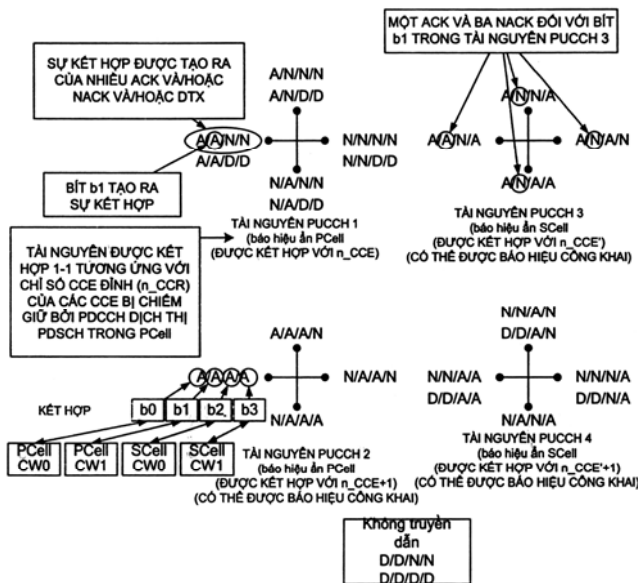 SỰ KẾT HỢP ĐƯỢC TẠO RA
CỦA NHIỀU ACK VÀ/HOẶC
NACK VÀ/HOẶC DTX
A/N/N/N
A/N/D/D
A/A/N/N
A/A/D/D
N/N/N/N
N/N/D/D
N/A/N/N
N/A/D/D
BÍT b1 TẠO RA
SỰ KẾT HỢP
TÀI NGUYÊN PUCCH 1
(báo hiệu ẩn PCell
(ĐƯỢC KẾT HỢP VỚI n_CCE)
MỘT ACK VÀ BA NACK ĐỐI VỚI BÍT
b1 TRONG TÀI NGUYÊN PUCCH 3
A/N/N/A
A/A/N/A
A/N/A/N
A/N/A/A
TÀI NGUYÊN PUCCH 3
(báo hiệu ẩn SCell
(ĐƯỢC KẾT HỢP VỚI n_CCE')
(CÓ THỂ ĐƯỢC BÁO HIỆU CÔNG KHAI)
TÀI NGUYÊN ĐƯỢC KẾT
HỢP 1-1 TƯƠNG ỨNG VỚI
CHỈ SỐ CCE ĐỈNH (n_CCR)
CỦA CÁC CCE BỊ CHIẾM
GIỮ BỞI PDCCH DỊCH THỊ
PDSCH TRONG PCell
A/A/A/N
A/A/A/A
N/A/A/N
N/A/A/A
KẾT HỢP
b0 b1 b2 b3
PCell CW0
PCell CW1
SCell CW0
SCell CW1
TÀI NGUYÊN PUCCH 2
(báo hiệu ẩn PCell
(ĐƯỢC KẾT HỢP VỚI n_CCE+1)
(CÓ THỂ ĐƯỢC BÁO HIỆU CÔNG KHAI)
N/N/A/N
D/D/A/N
N/N/A/A
D/D/A/A
N/N/N/A
D/D/N/A
N/A/N/A
TÀI NGUYÊN PUCCH 4
(báo hiệu ẩn SCell
(ĐƯỢC KẾT HỢP VỚI n_CCE'+1)
(CÓ THỂ ĐƯỢC BÁO HIỆU CÔNG KHAI)
Không truyền
dẫn
D/D/N/N
D/D/D/D